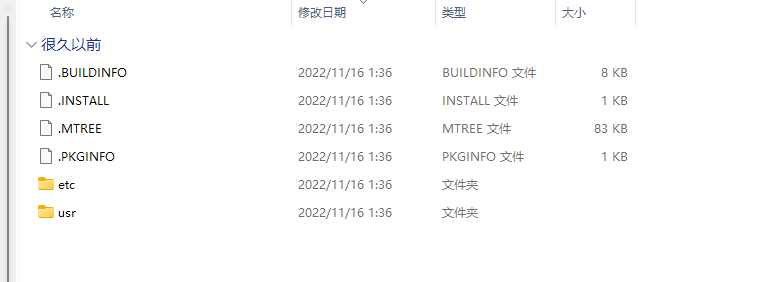 名称 修改日期 类型 大小
很久以前
.BUILDINFO 2022/11/16 1:36 BUILDINFO 文件 8 KB
.INSTALL 2022/11/16 1:36 INSTALL 文件 1 KB
.MTREE 2022/11/16 1:36 MTREE 文件 83 KB
.PKGINFO 2022/11/16 1:36 PKGINFO 文件 1 KB
etc 2022/11/16 1:36 文件夹
usr 2022/11/16 1:36 文件夹